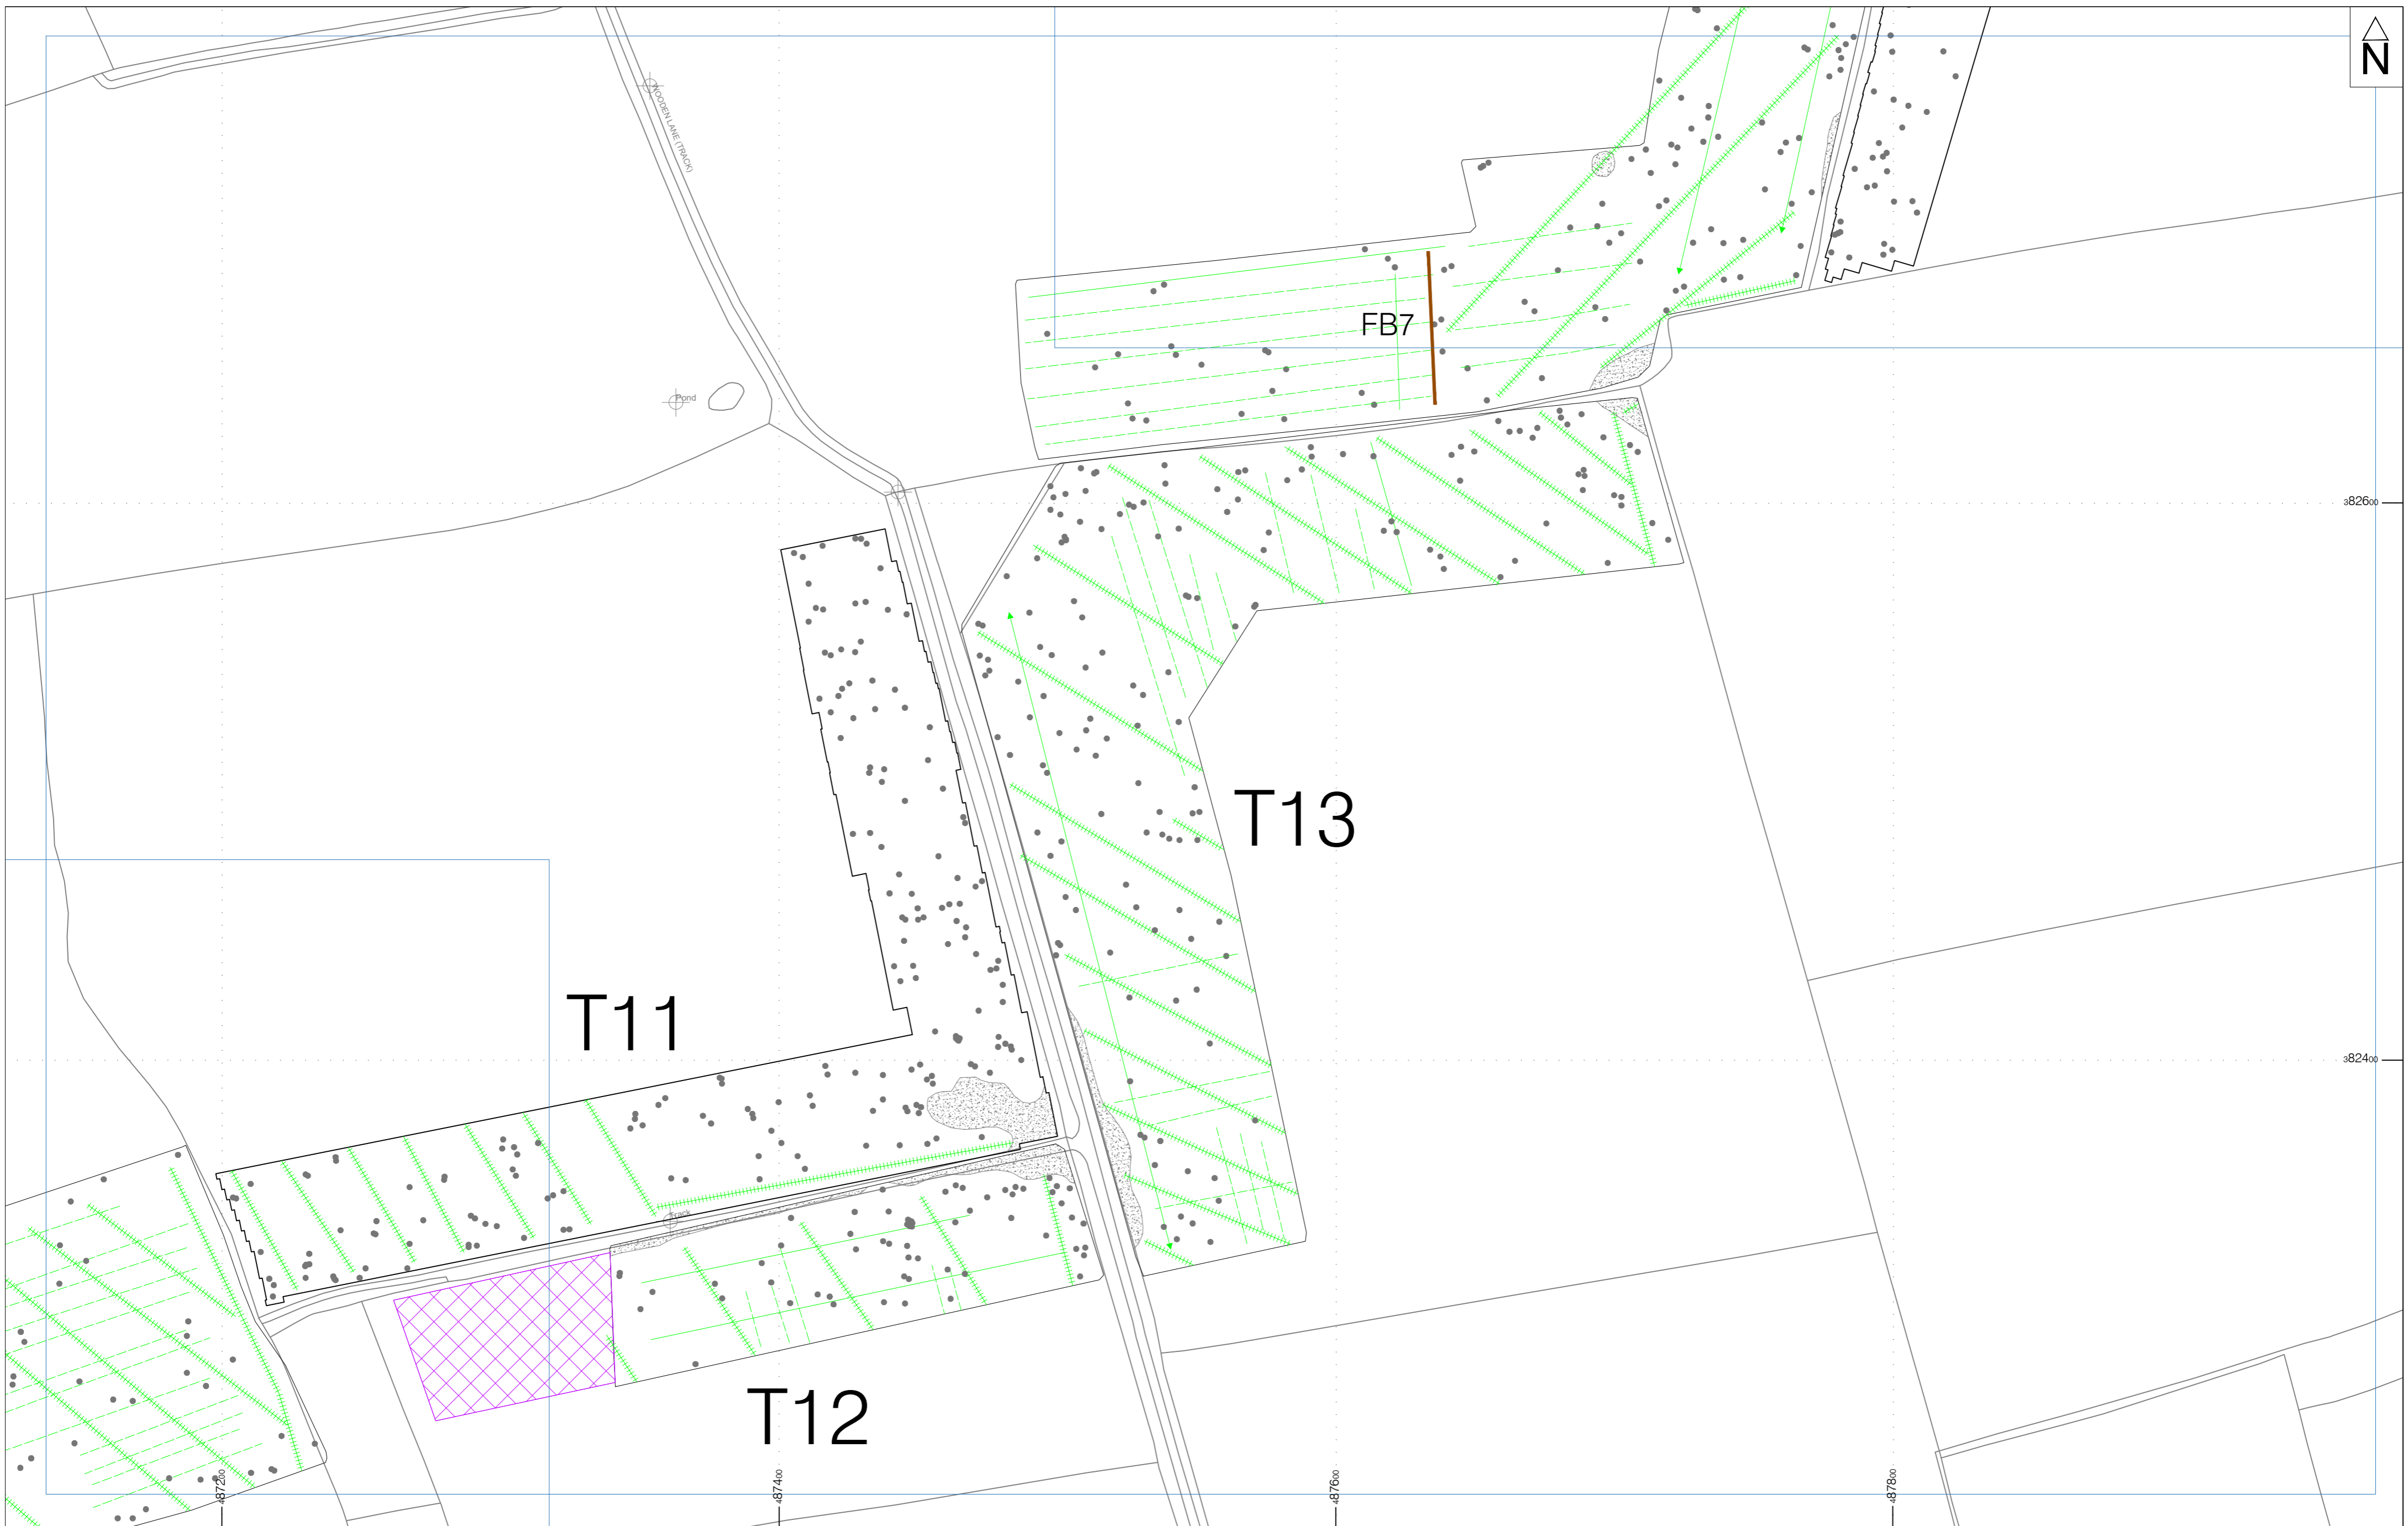 N
WOODEN LANE (TRACK)
FB7
Pond
382600
T13
T11
382400
Track
T12
487200
487400
487600
487800